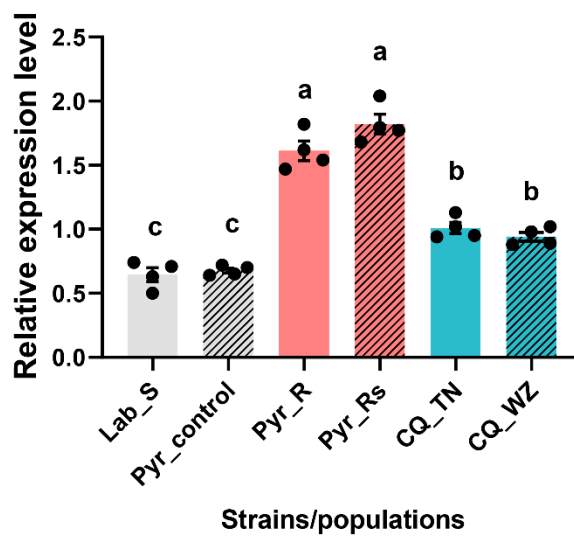 Relative expression level
2.5
2.0
1.5
1.0
0.5
0.0
c
c
a
a
b
b
Lab_S
Pyr_control
Pyr_R
Pyr_Rs
CQ_TN
CQ_WZ
Strains/populations